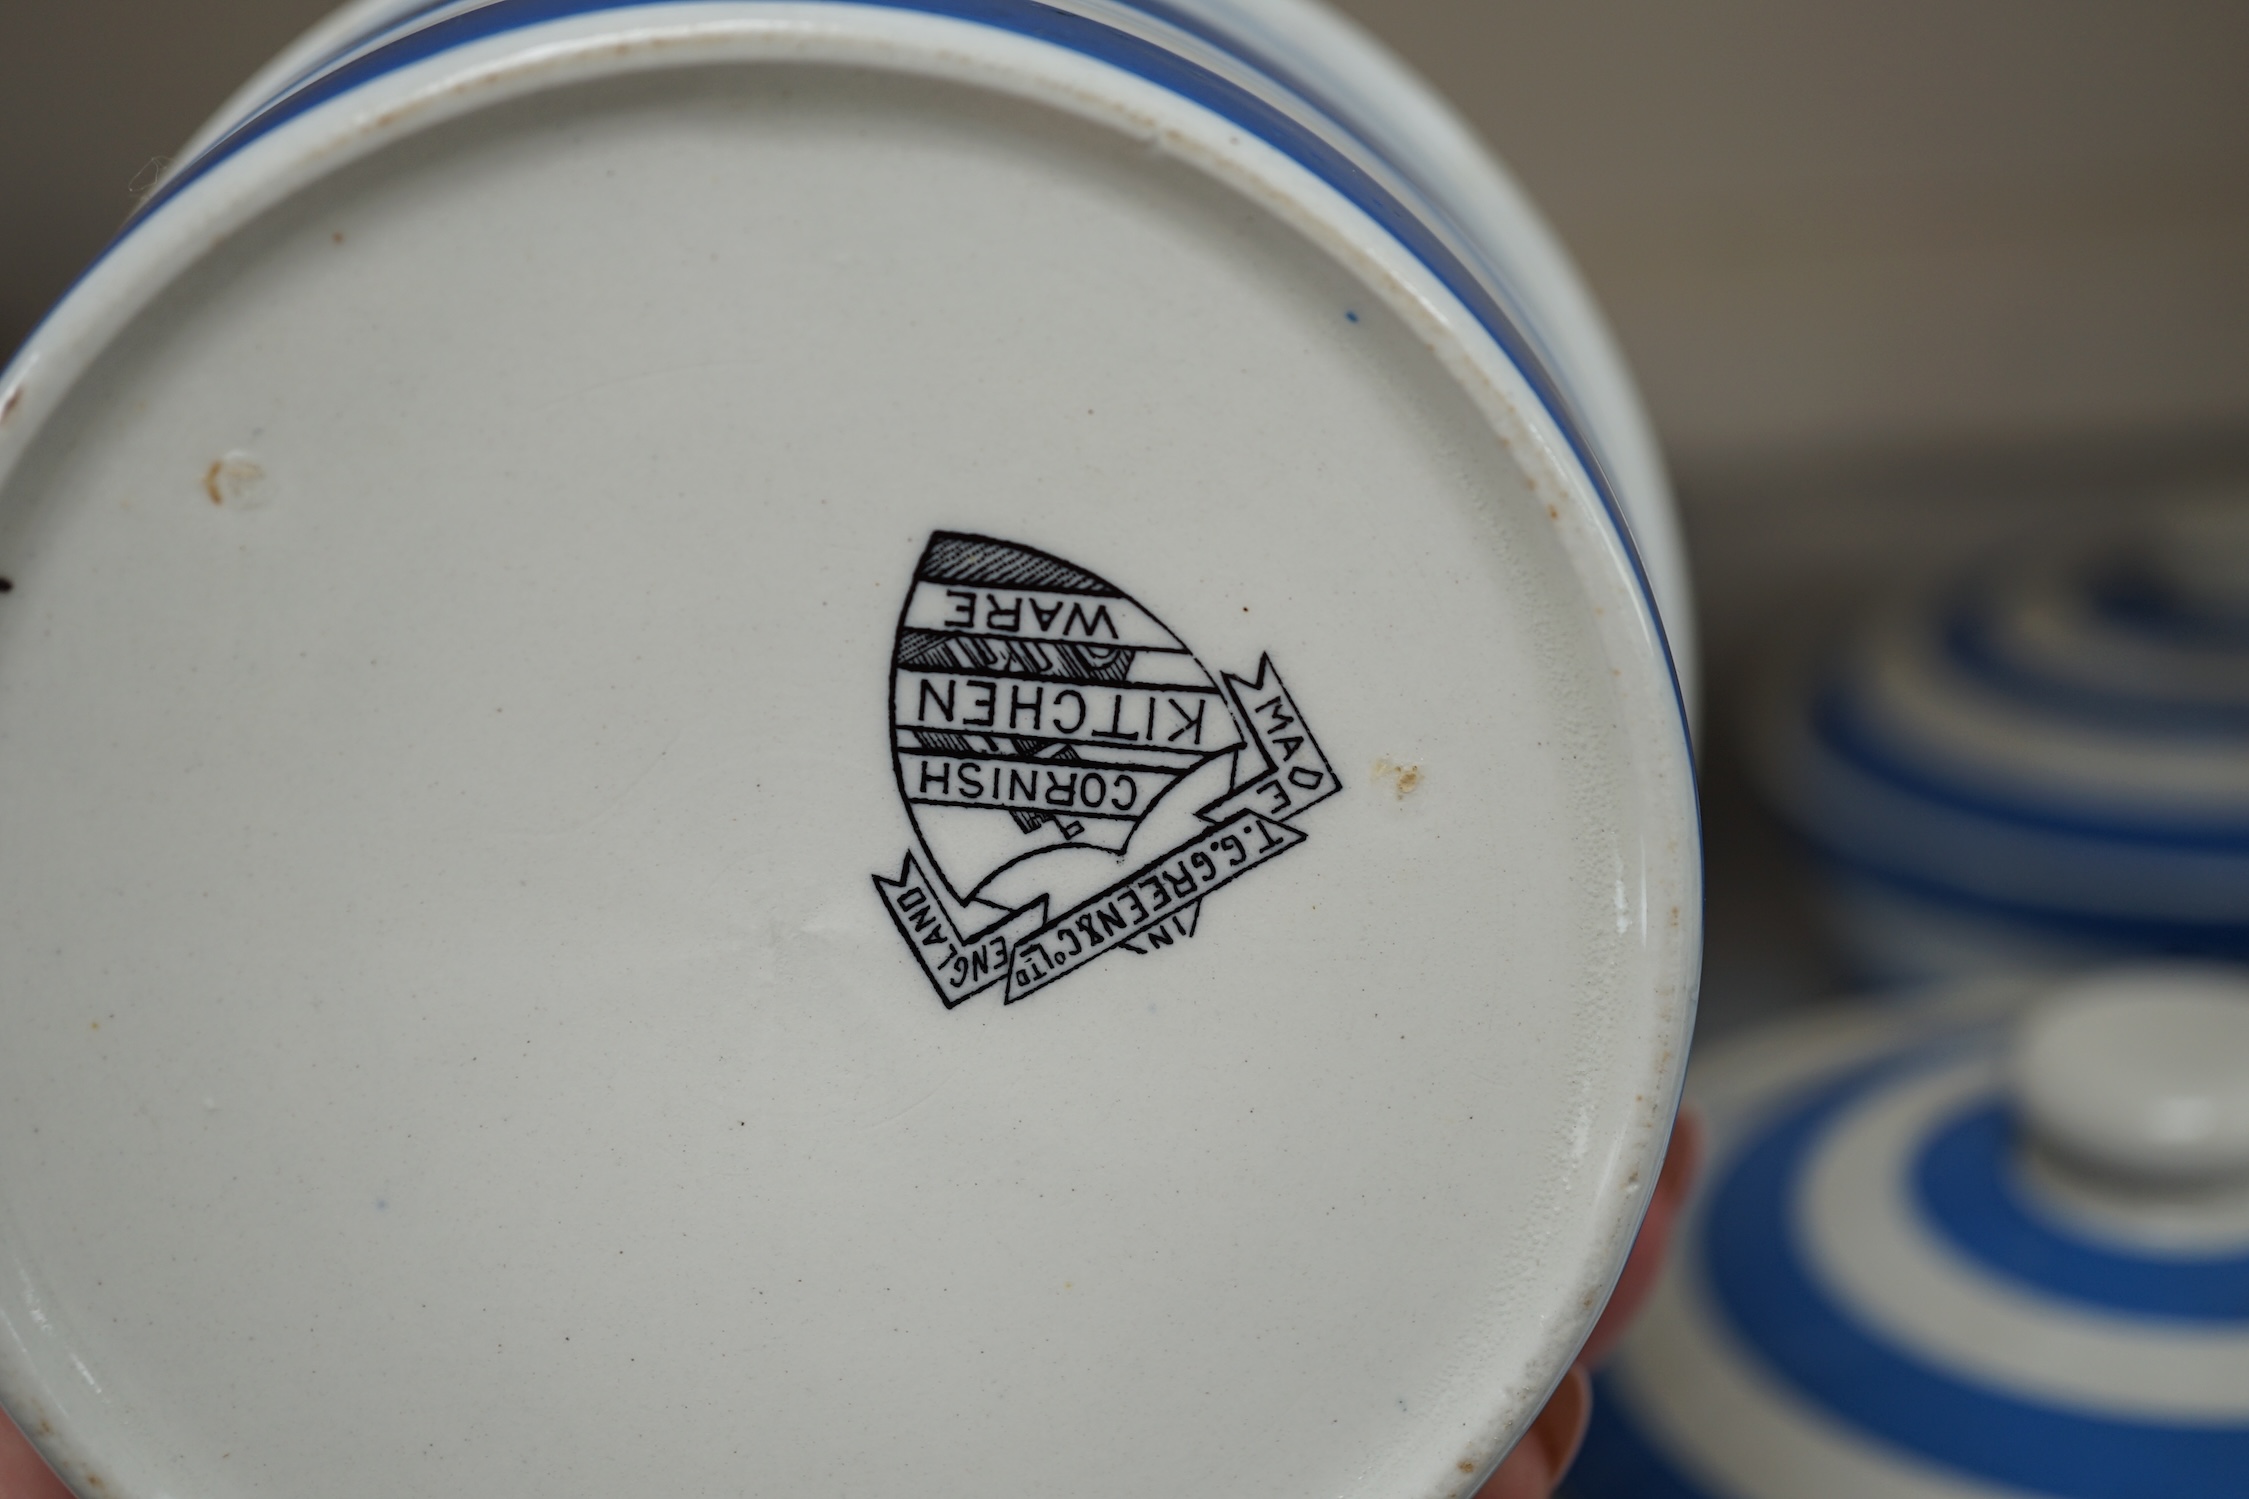 MADE
IN
ENGLAND
T.G.GREEN&CO LTD
CORNISH
KITCHEN
WARE